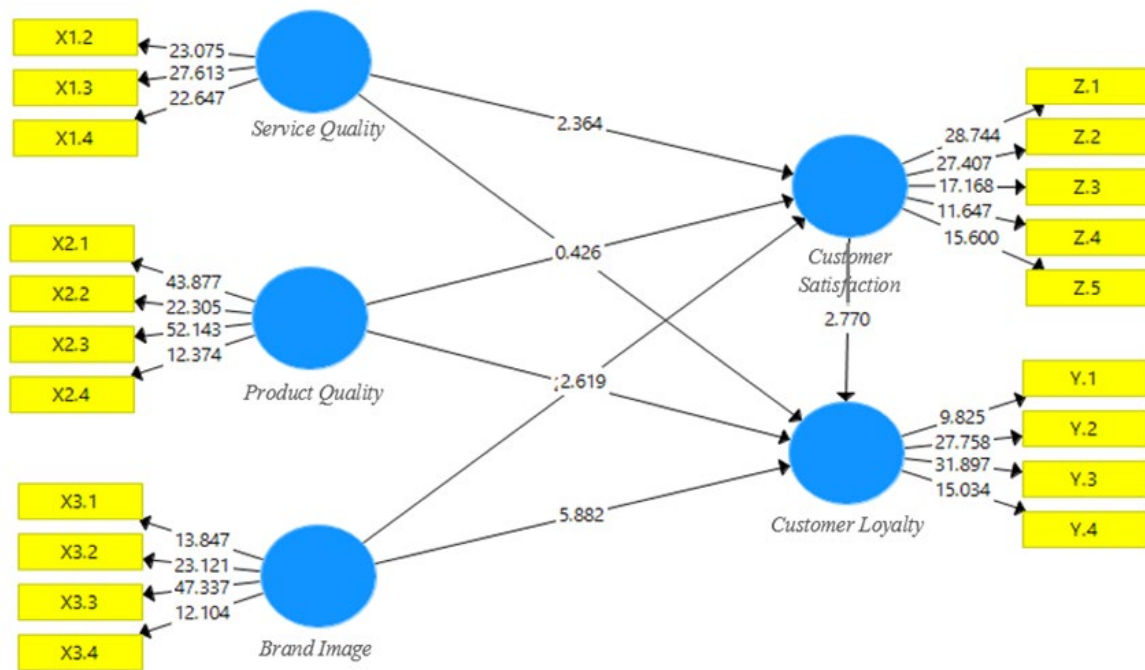 X1.2
23.075
X1.3
27.613
22.647
X1.4
Service Quality
2.364
Z.1
28.744
Z.2
27.407
Z.3
17.168
11.647
Z.4
15.600
Z.5
Customer
Satisfaction
X2.1
43.877
X2.2
22.305
X2.3
52.143
12.374
X2.4
Product Quality
0.426
2.770
2.619
Y.1
9.825
Y.2
27.758
31.897
Y.3
15.034
Y.4
Customer Loyalty
X3.1
13.847
X3.2
23.121
47.337
X3.3
12.104
X3.4
Brand Image
5.882